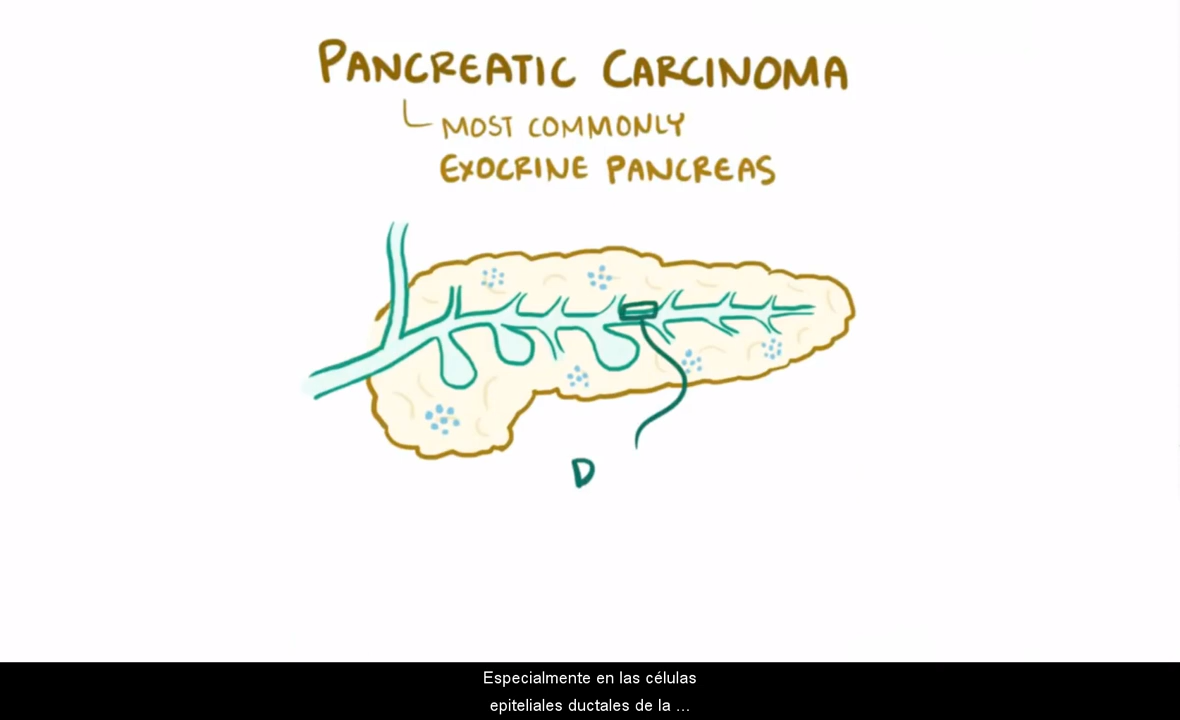 PANCREATIC CARCINOMA
MOST COMMONLY
EXOCRINE PANCREAS
D
Especialmente en las células
epiteliales ductales de la ...